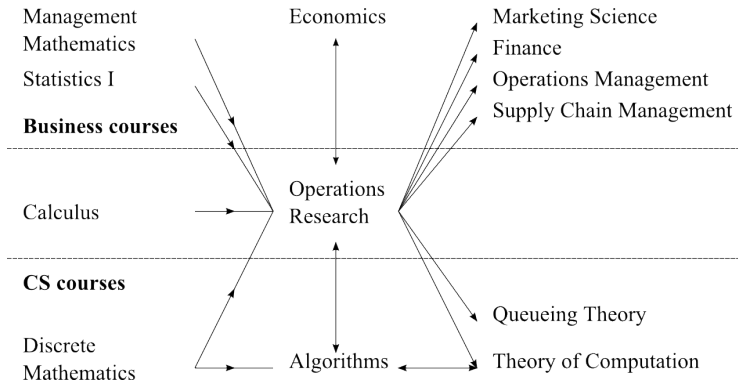 Management
Mathematics
Statistics I
Business courses
Calculus
CS courses
Discrete
Mathematics
Economics
Operations
Research
Algorithms
Marketing Science
Finance
Operations Management
Supply Chain Management
Queueing Theory
Theory of Computation